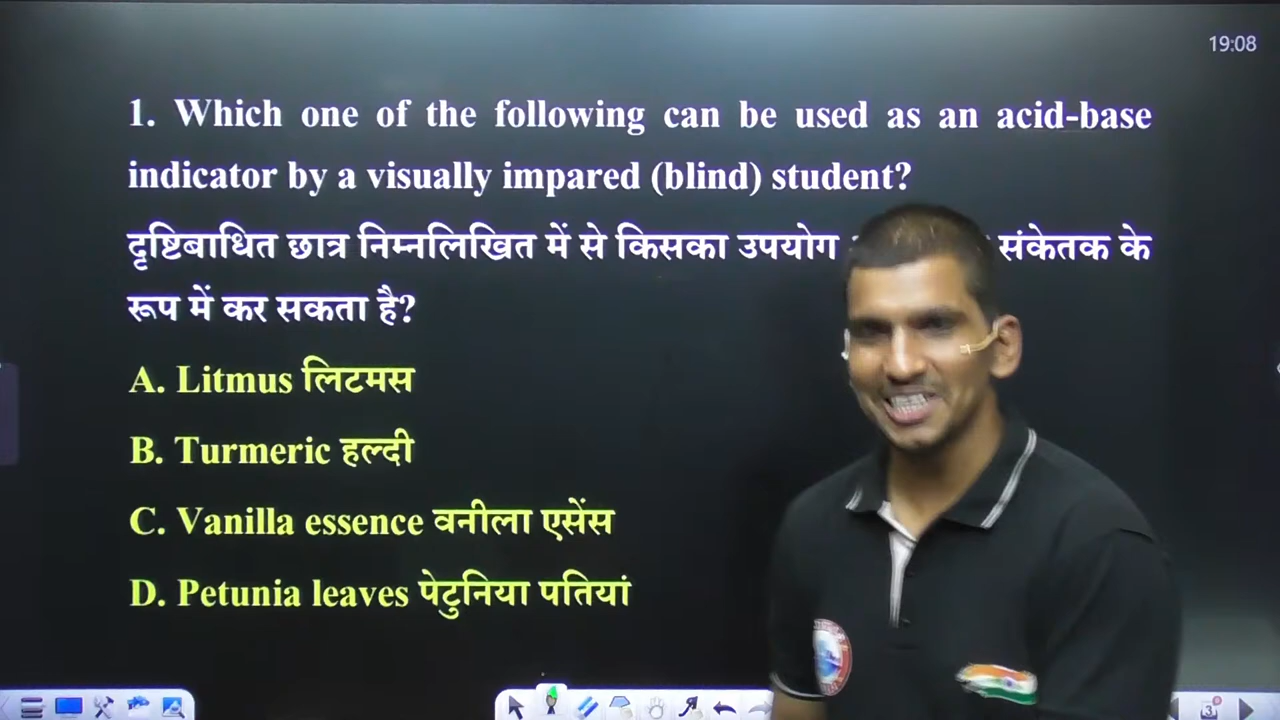 19:08
1. Which one of the following can be used as an acid-base
indicator by a visually impared (blind) student?
दृष्टिबाधित छात्र निम्नलिखित में से किसका उपयोग संकेतक के
रूप में कर सकता है?
A. Litmus लिटमस
B. Turmeric हल्दी
C. Vanilla essence वनीला एसेंस
D. Petunia leaves पेटुनिया पतियां
3